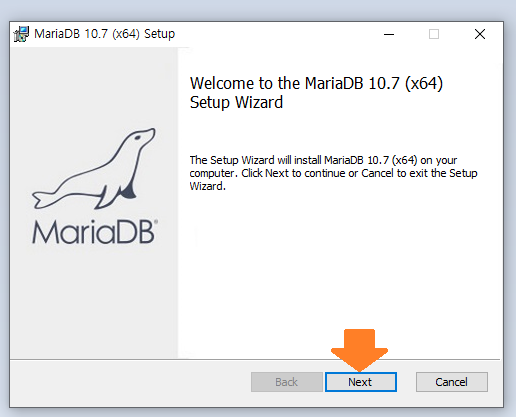 MariaDB 10.7 (x64) Setup
Welcome to the MariaDB 10.7 (x64)
Setup Wizard
The Setup Wizard will install MariaDB 10.7 (x64) on your
computer. Click Next to continue or Cancel to exit the Setup
Wizard.
MariaDB®
Back
Next
Cancel